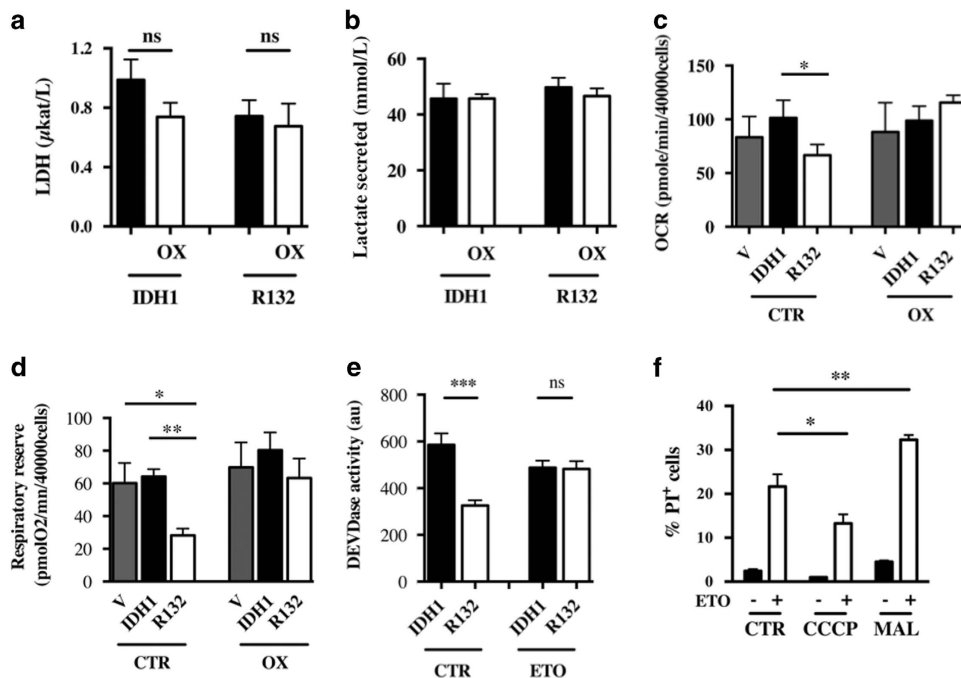 a
ns
ns
LDH (μkat/L)
1.2
0.8
0.4
0.0
OX
OX
IDH1
R132
b
Lactate secreted (mmol/L)
60
40
20
0
OX
OX
IDH1
R132
c
*
OCR (pmole/min/40000cells)
150
100
50
0
V
IDH1
R132
V
IDH1
R132
CTR
OX
d
*
**
Respiratory reserve
(pmolO2/mn/40000cells)
100
80
60
40
20
0
V
IDH1
R132
V
IDH1
R132
CTR
OX
e
***
ns
DEVDase activity (au)
800
600
400
200
0
IDH1
R132
IDH1
R132
CTR
ETO
f
**
*
% PI⁺ cells
40
30
20
10
0
ETO - + - + - +
CTR CCCP MAL